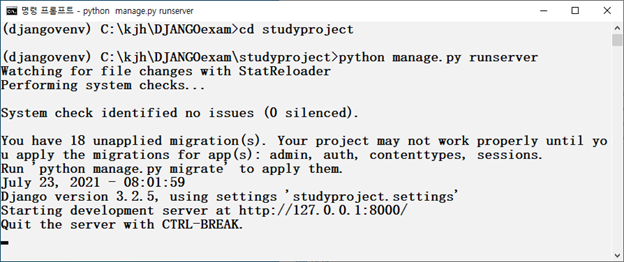 명령 프롬프트 - python  manage.py runserver
(djangovenv) C:\kjh\DJANGOexam>cd studyproject
(djangovenv) C:\kjh\DJANGOexam\studyproject>python manage.py runserver
Watching for file changes with StatReloader
Performing system checks...
System check identified no issues (0 silenced).
You have 18 unapplied migration(s). Your project may not work properly until yo
u apply the migrations for app(s): admin, auth, contenttypes, sessions.
Run 'python manage.py migrate' to apply them.
July 23, 2021 - 08:01:59
Django version 3.2.5, using settings 'studyproject.settings'
Starting development server at http://127.0.0.1:8000/
Quit the server with CTRL-BREAK.